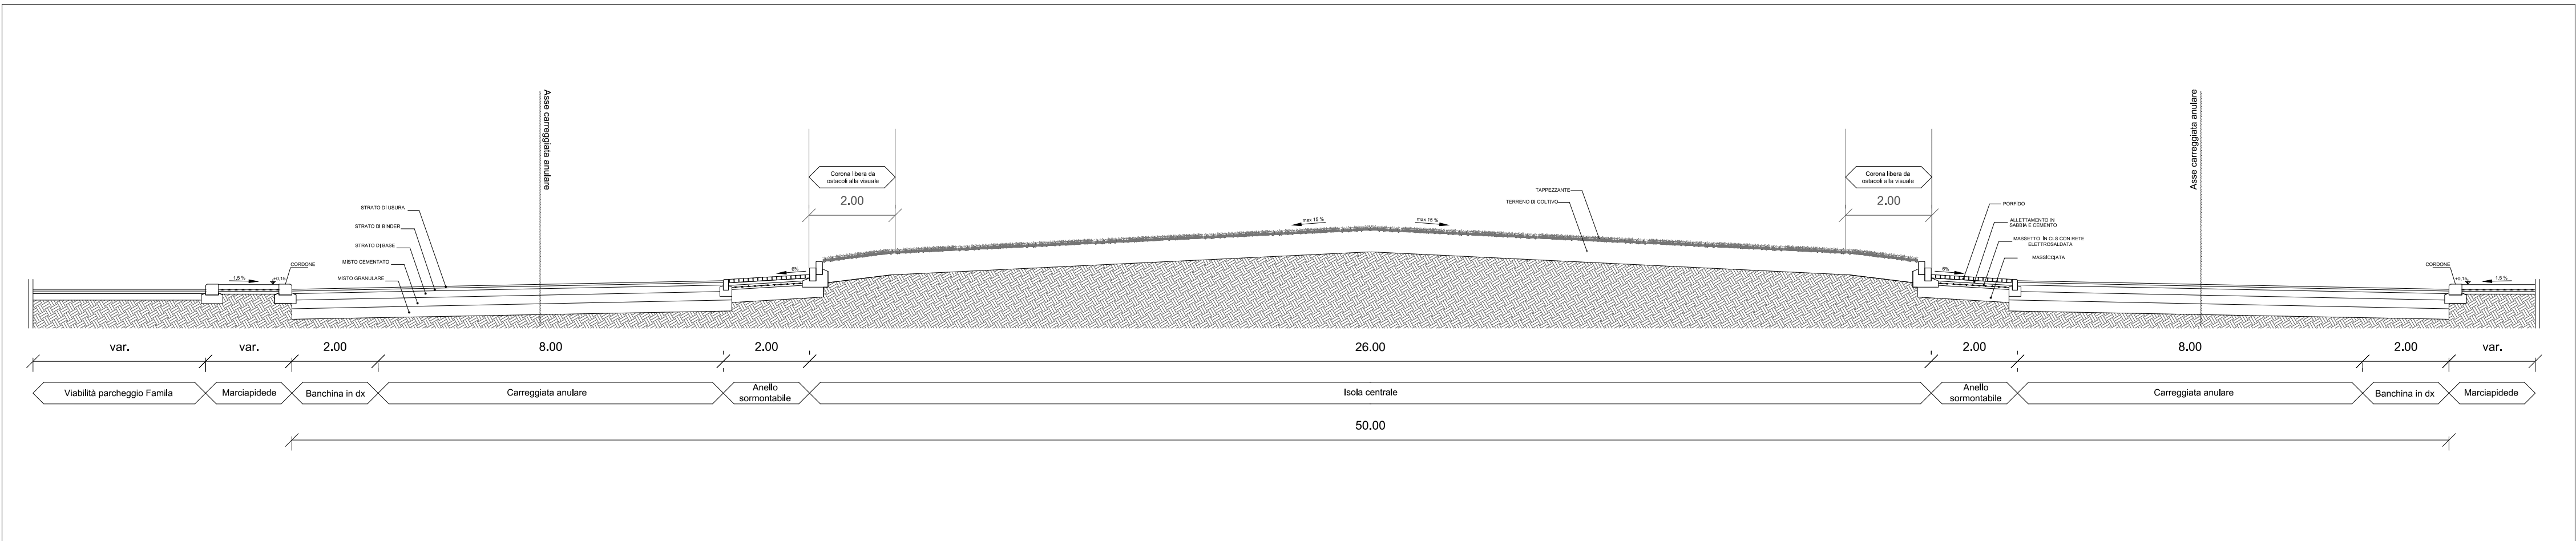 Asse carreggiata anulare
Asse carreggiata anulare
Corona libera da
ostacoli alla visuale
2.00
Corona libera da
ostacoli alla visuale
2.00
STRATO DI USURA
STRATO DI BINDER
STRATO DI BASE
MISTO CEMENTATO
MISTO GRANULARE
CORDONE
1.5 %
+0,15
6%
max 15 %
max 15 %
TAPPEZZANTE
TERRENO DI COLTIVO
PORFIDO
ALLETTAMENTO IN
SABBIA E CEMENTO
MASSETTO IN CLS CON RETE
ELETTROSALDATA
MASSICCIATA
6%
CORDONE
+0,15
1.5 %
var.
var.
2.00
8.00
2.00
26.00
2.00
8.00
2.00
var.
Viabilità parcheggio Famila
Marciapidede
Banchina in dx
Carreggiata anulare
Anello
sormontabile
Isola centrale
Anello
sormontabile
Carreggiata anulare
Banchina in dx
Marciapidede
50.00